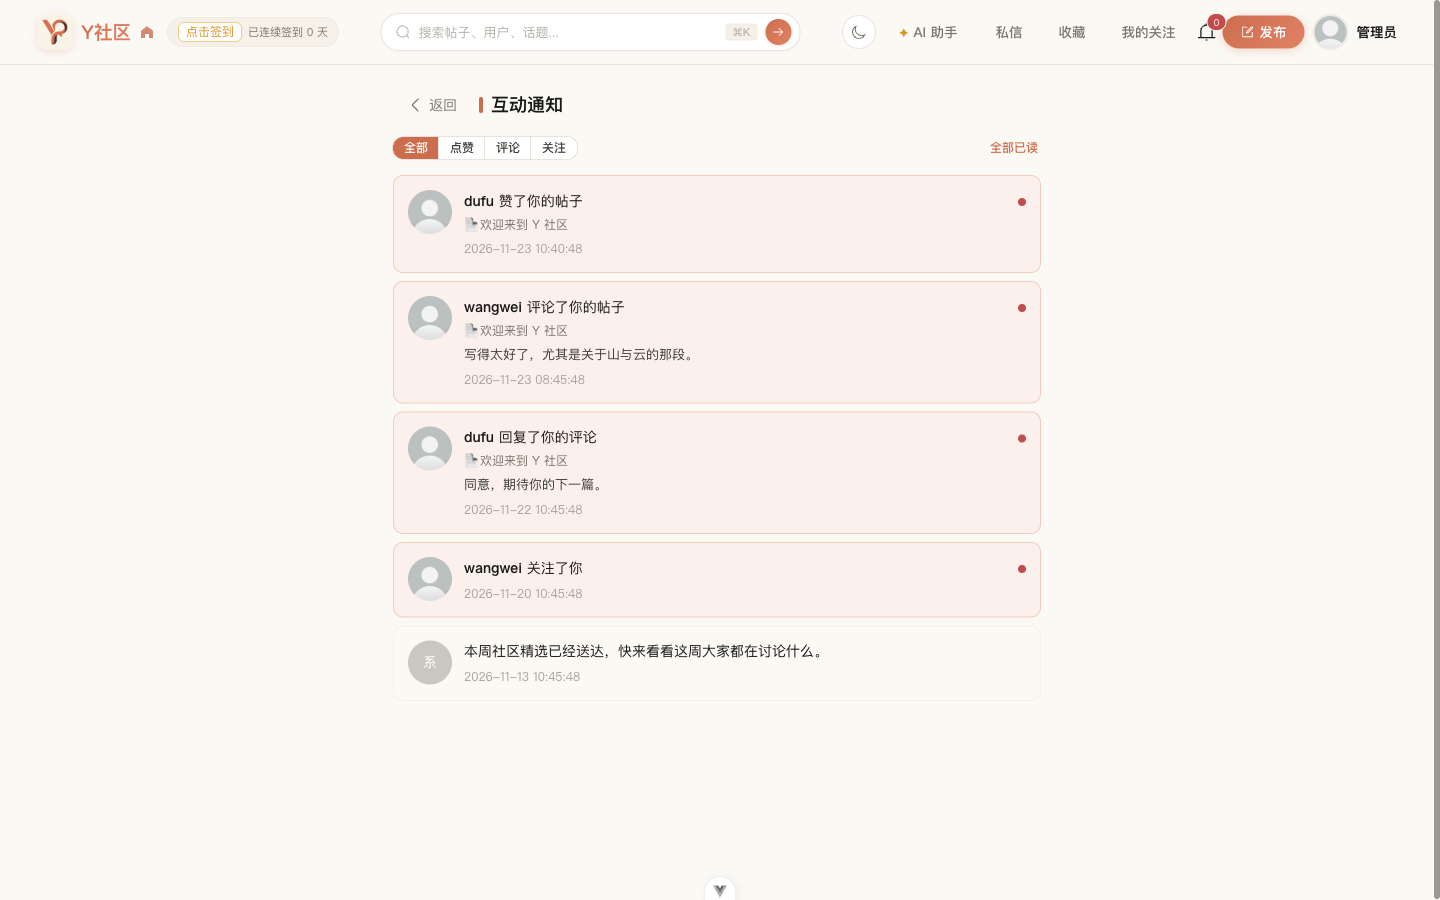 Y社区
点击签到 已连续签到 0 天
搜索帖子、用户、话题...
⌘K
AI 助手
私信
收藏
我的关注
0
发布
管理员
返回
互动通知
全部 点赞 评论 关注
全部已读
dufu 赞了你的帖子
欢迎来到 Y 社区
2026-11-23 10:40:48
wangwei 评论了你的帖子
欢迎来到 Y 社区
写得太好了，尤其是关于山与云的那段。
2026-11-23 08:45:48
dufu 回复了你的评论
欢迎来到 Y 社区
同意，期待你的下一篇。
2026-11-22 10:45:48
wangwei 关注了你
2026-11-20 10:45:48
系
本周社区精选已经送达，快来看看这周大家都在讨论什么。
2026-11-13 10:45:48